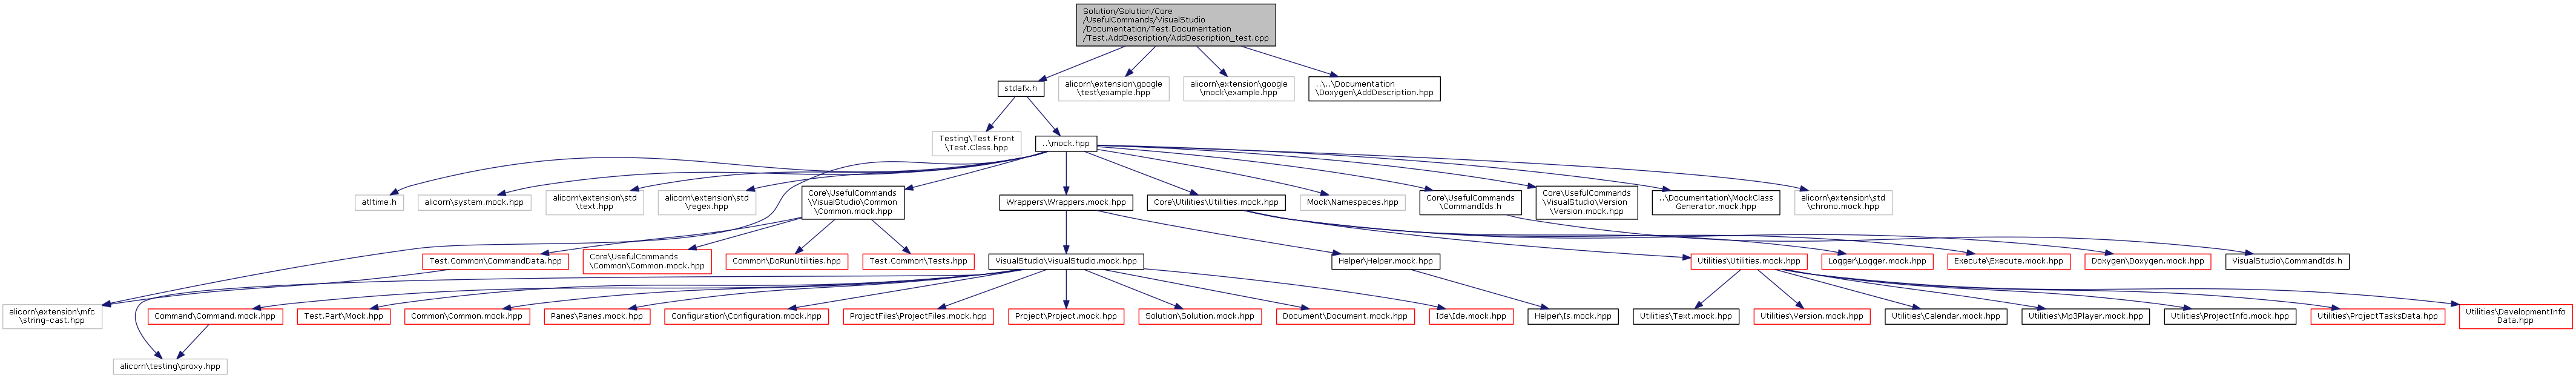 Solution/Solution/Core
/UsefulCommands/VisualStudio
/Documentation/Test.Documentation
/Test.AddDescription/AddDescription_test.cpp
stdafx.h
alicorn\extension\google
\test\example.hpp
alicorn\extension\google
\mock\example.hpp
..\..\Documentation
\Doxygen\AddDescription.hpp
Testing\Test.Front
\Test.Class.hpp
..\mock.hpp
atltime.h
alicorn\system.mock.hpp
alicorn\extension\std
\text.hpp
alicorn\extension\std
\regex.hpp
Core\UsefulCommands
\VisualStudio\Common
\Common.mock.hpp
Wrappers\Wrappers.mock.hpp
Core\Utilities\Utilities.mock.hpp
Mock\Namespaces.hpp
Core\UsefulCommands
\CommandIds.h
Core\UsefulCommands
\VisualStudio\Version
\Version.mock.hpp
..\Documentation\MockClass
Generator.mock.hpp
alicorn\extension\std
\chrono.mock.hpp
Test.Common\CommandData.hpp
Core\UsefulCommands
\Common\Common.mock.hpp
Common\DoRunUtilities.hpp
Test.Common\Tests.hpp
VisualStudio\VisualStudio.mock.hpp
Helper\Helper.mock.hpp
Utilities\Utilities.mock.hpp
Logger\Logger.mock.hpp
Execute\Execute.mock.hpp
Doxygen\Doxygen.mock.hpp
VisualStudio\CommandIds.h
alicorn\extension\mfc
\string-cast.hpp
Command\Command.mock.hpp
Test.Part\Mock.hpp
Common\Common.mock.hpp
Panes\Panes.mock.hpp
Configuration\Configuration.mock.hpp
ProjectFiles\ProjectFiles.mock.hpp
Project\Project.mock.hpp
Solution\Solution.mock.hpp
Document\Document.mock.hpp
Ide\Ide.mock.hpp
Helper\Is.mock.hpp
Utilities\Text.mock.hpp
Utilities\Version.mock.hpp
Utilities\Calendar.mock.hpp
Utilities\Mp3Player.mock.hpp
Utilities\ProjectInfo.mock.hpp
Utilities\ProjectTasksData.hpp
Utilities\DevelopmentInfo
Data.hpp
alicorn\testing\proxy.hpp